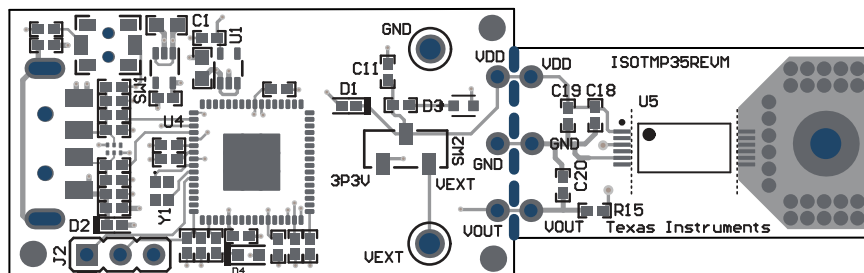 C1
U1
GND
VDD
ISOTMP35REVM
VDD
C11
SW1
D1
D3
C19
C18
U5
U4
SW2
GND
GND
3P3V
VEXT
C20
Y1
D2
VOUT
VOUT
R15
Texas Instruments
J2
VEXT
D4